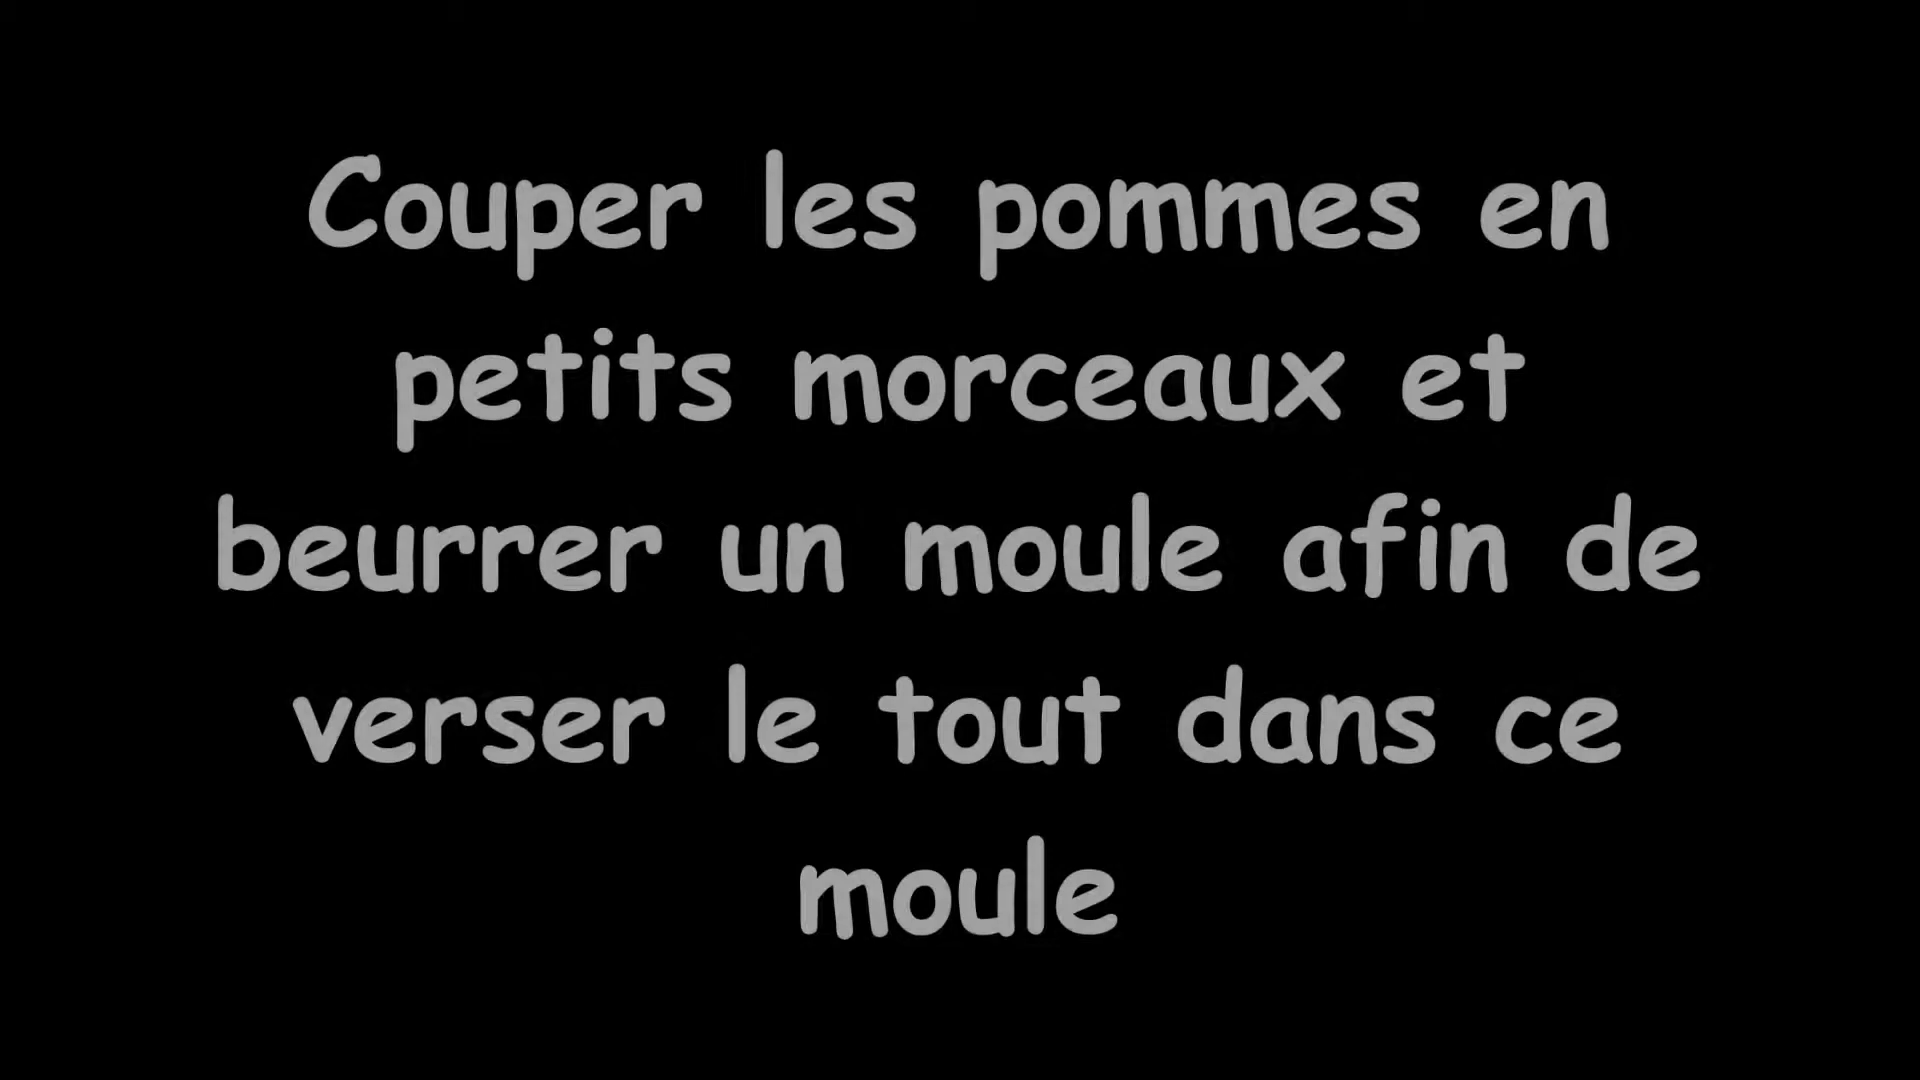 Couper les pommes en
petits morceaux et
beurrer un moule afin de
verser le tout dans ce
moule